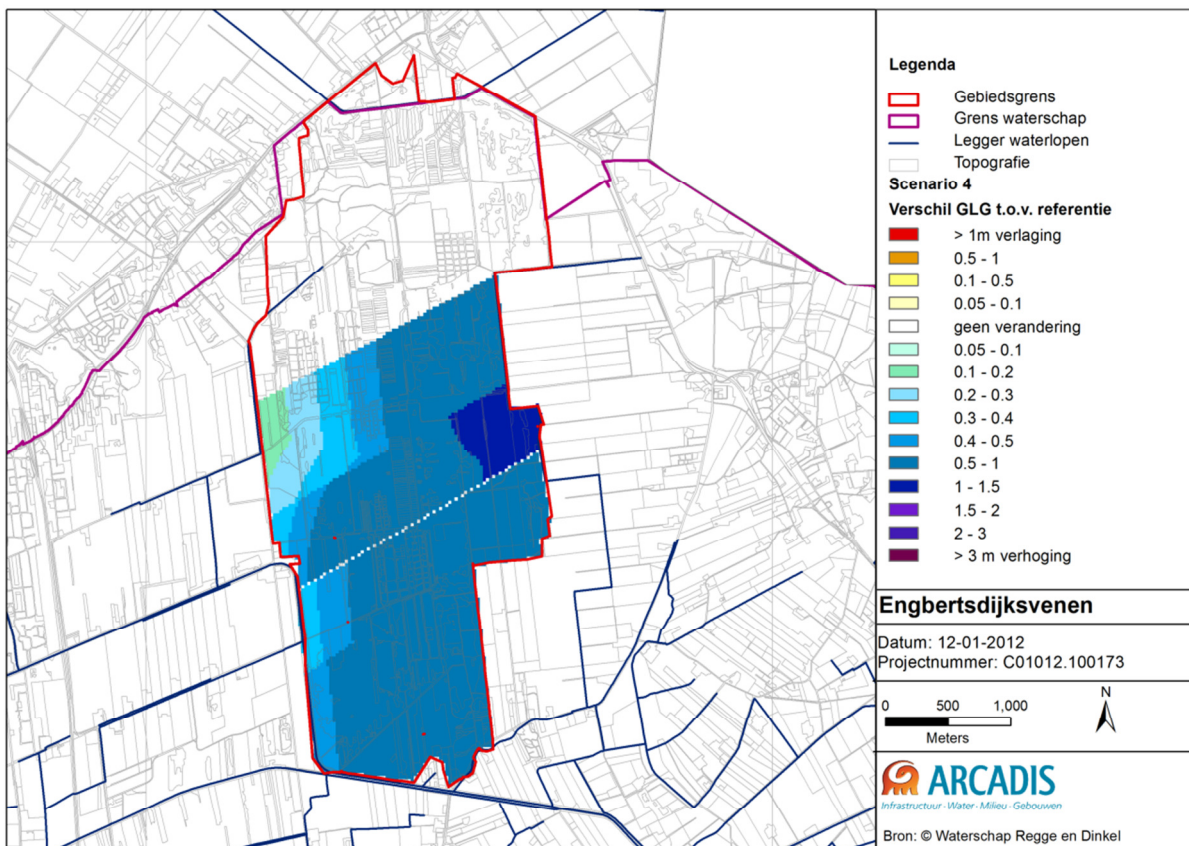 Legenda
Gebiedsgrens
Grens waterschap
Legger waterlopen
Topografie
Scenario 4
Verschil GLG t.o.v. referentie
> 1m verlaging
0.5 - 1
0.1 - 0.5
0.05 - 0.1
geen verandering
0.05 - 0.1
0.1 - 0.2
0.2 - 0.3
0.3 - 0.4
0.4 - 0.5
0.5 - 1
1 - 1.5
1.5 - 2
2 - 3
> 3 m verhoging
Engbertsdijksvenen
Datum: 12-01-2012
Projectnummer: C01012.100173
0 500 1,000
Meters
N
ARCADIS
Infrastructuur · Water · Milieu · Gebouwen
Bron: © Waterschap Regge en Dinkel